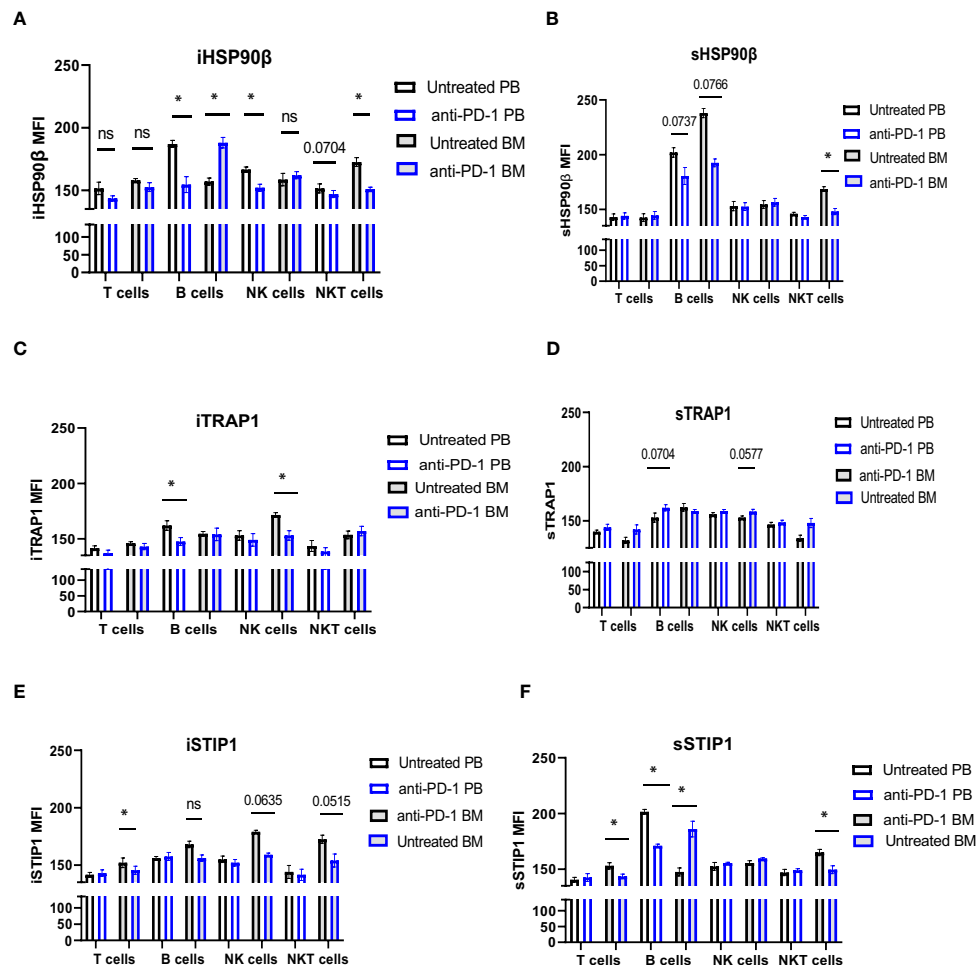 A
iHSP90β
iHSP90β MFI
250
200
150
100
50
0
ns
ns
*
*
*
ns
0.0704
*
T cells
B cells
NK cells
NKT cells
Untreated PB
anti-PD-1 PB
Untreated BM
anti-PD-1 BM
B
sHSP90β
sHSP90β MFI
250
200
150
100
50
0
0.0737
0.0766
*
T cells
B cells
NK cells
NKT cells
Untreated PB
anti-PD-1 PB
Untreated BM
anti-PD-1 BM
C
iTRAP1
iTRAP1 MFI
250
200
150
100
50
0
*
*
T cells
B cells
NK cells
NKT cells
Untreated PB
anti-PD-1 PB
Untreated BM
anti-PD-1 BM
D
sTRAP1
sTRAP1
250
200
150
100
50
0
0.0704
0.0577
T cells
B cells
NK cells
NKT cells
Untreated PB
anti-PD-1 PB
anti-PD-1 BM
Untreated BM
E
iSTIP1
iSTIP1 MFI
250
200
150
100
50
0
*
ns
0.0635
0.0515
T cells
B cells
NK cells
NKT cells
Untreated PB
anti-PD-1 PB
anti-PD-1 BM
Untreated BM
F
sSTIP1
sSTIP1 MFI
250
200
150
100
50
0
*
*
*
*
T cells
B cells
NK cells
NKT cells
Untreated PB
anti-PD-1 PB
anti-PD-1 BM
Untreated BM